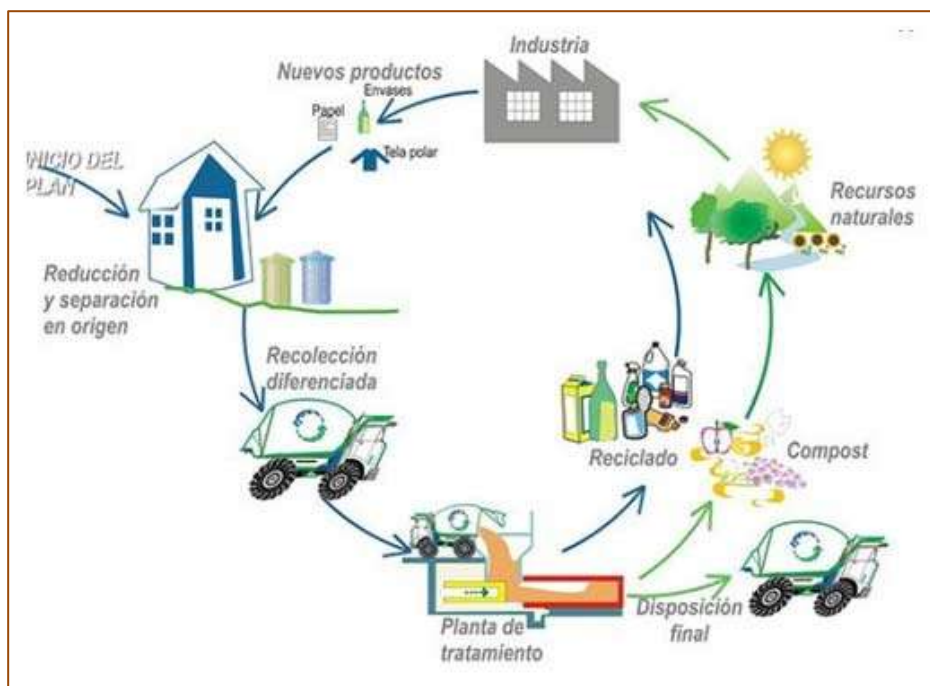 Industria
Nuevos productos
Envases
Papel
Tela polar
INICIO DEL
PLAN
Recursos
naturales
Reducción
y separación
en origen
Recolección
diferenciada
Reciclado
Compost
Planta de
tratamiento
Disposición
final